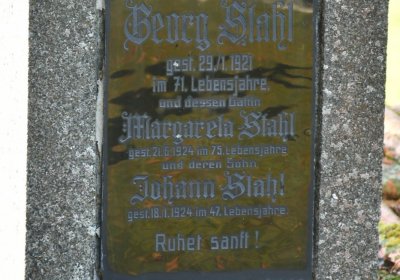 Georg Stahl
gest. 29./1. 1921
im 71. Lebensjahre,
und dessen Gattin
Margareta Stahl
gest. 21.6.1924 im 75. Lebensjahre
und deren Sohn
Johann Stahl
gest. 18.1.1924 im 47. Lebensjahre.
Ruhet sanft!